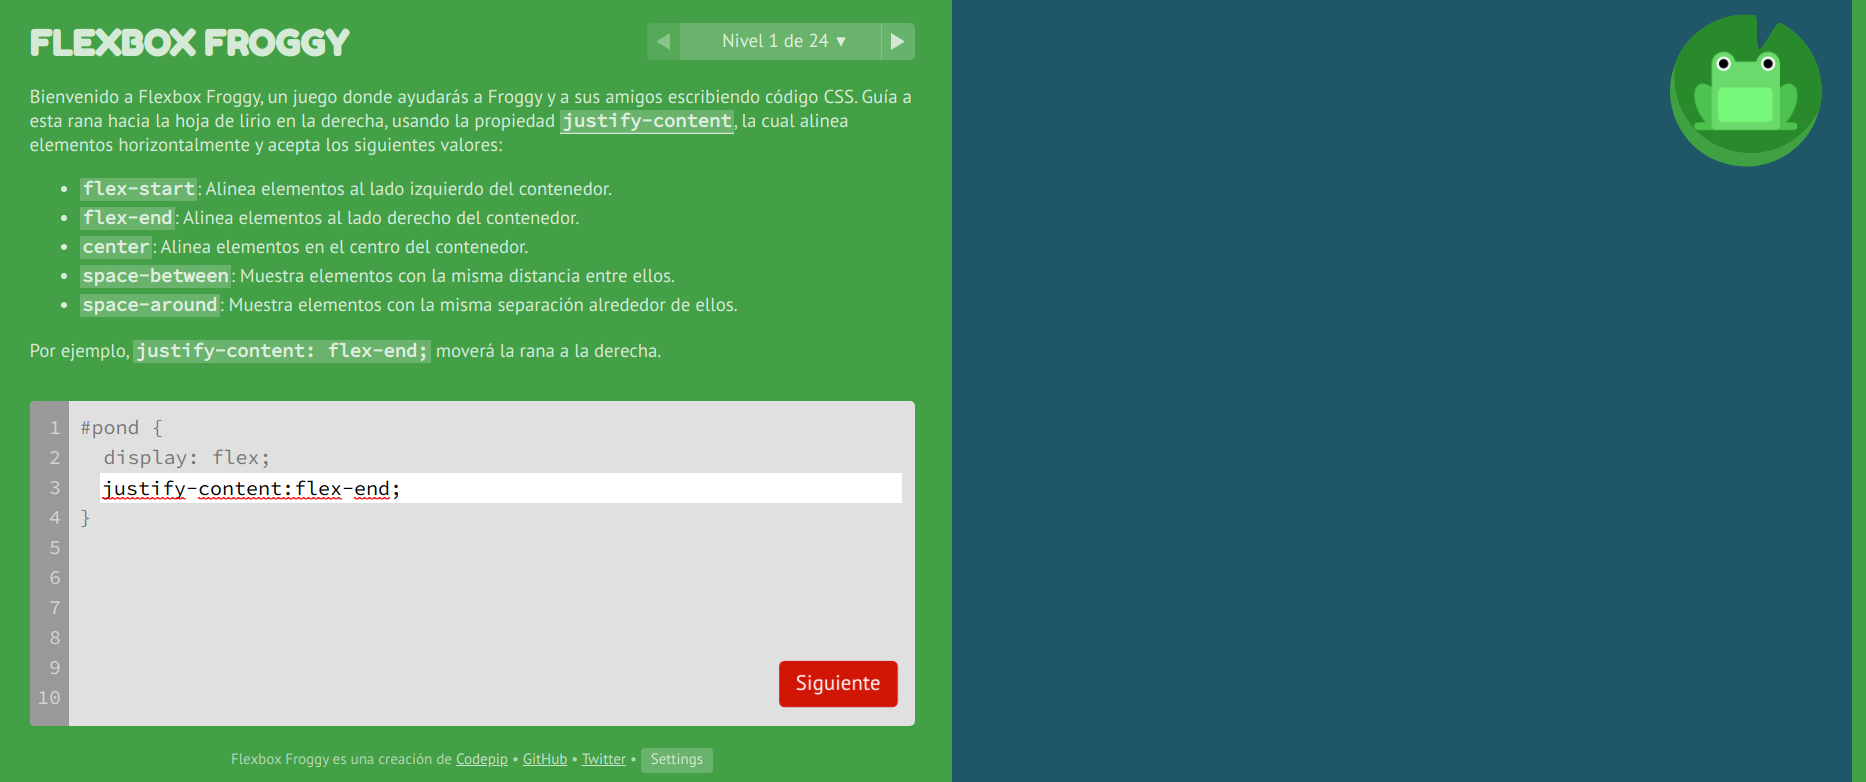 FLEXBOX FROGGY
Nivel 1 de 24 ▼
Bienvenido a Flexbox Froggy, un juego donde ayudarás a Froggy y a sus amigos escribiendo código CSS. Guía a
esta rana hacia la hoja de lirio en la derecha, usando la propiedad justify-content, la cual alinea
elementos horizontalmente y acepta los siguientes valores:
• flex-start: Alinea elementos al lado izquierdo del contenedor.
• flex-end: Alinea elementos al lado derecho del contenedor.
• center: Alinea elementos en el centro del contenedor.
• space-between: Muestra elementos con la misma distancia entre ellos.
• space-around: Muestra elementos con la misma separación alrededor de ellos.
Por ejemplo, justify-content: flex-end; moverá la rana a la derecha.
1 #pond {
2 display: flex;
3 justify-content:flex-end;
4 }
5
6
7
8
9
10
Siguiente
Flexbox Froggy es una creación de Codepip • GitHub • Twitter • Settings